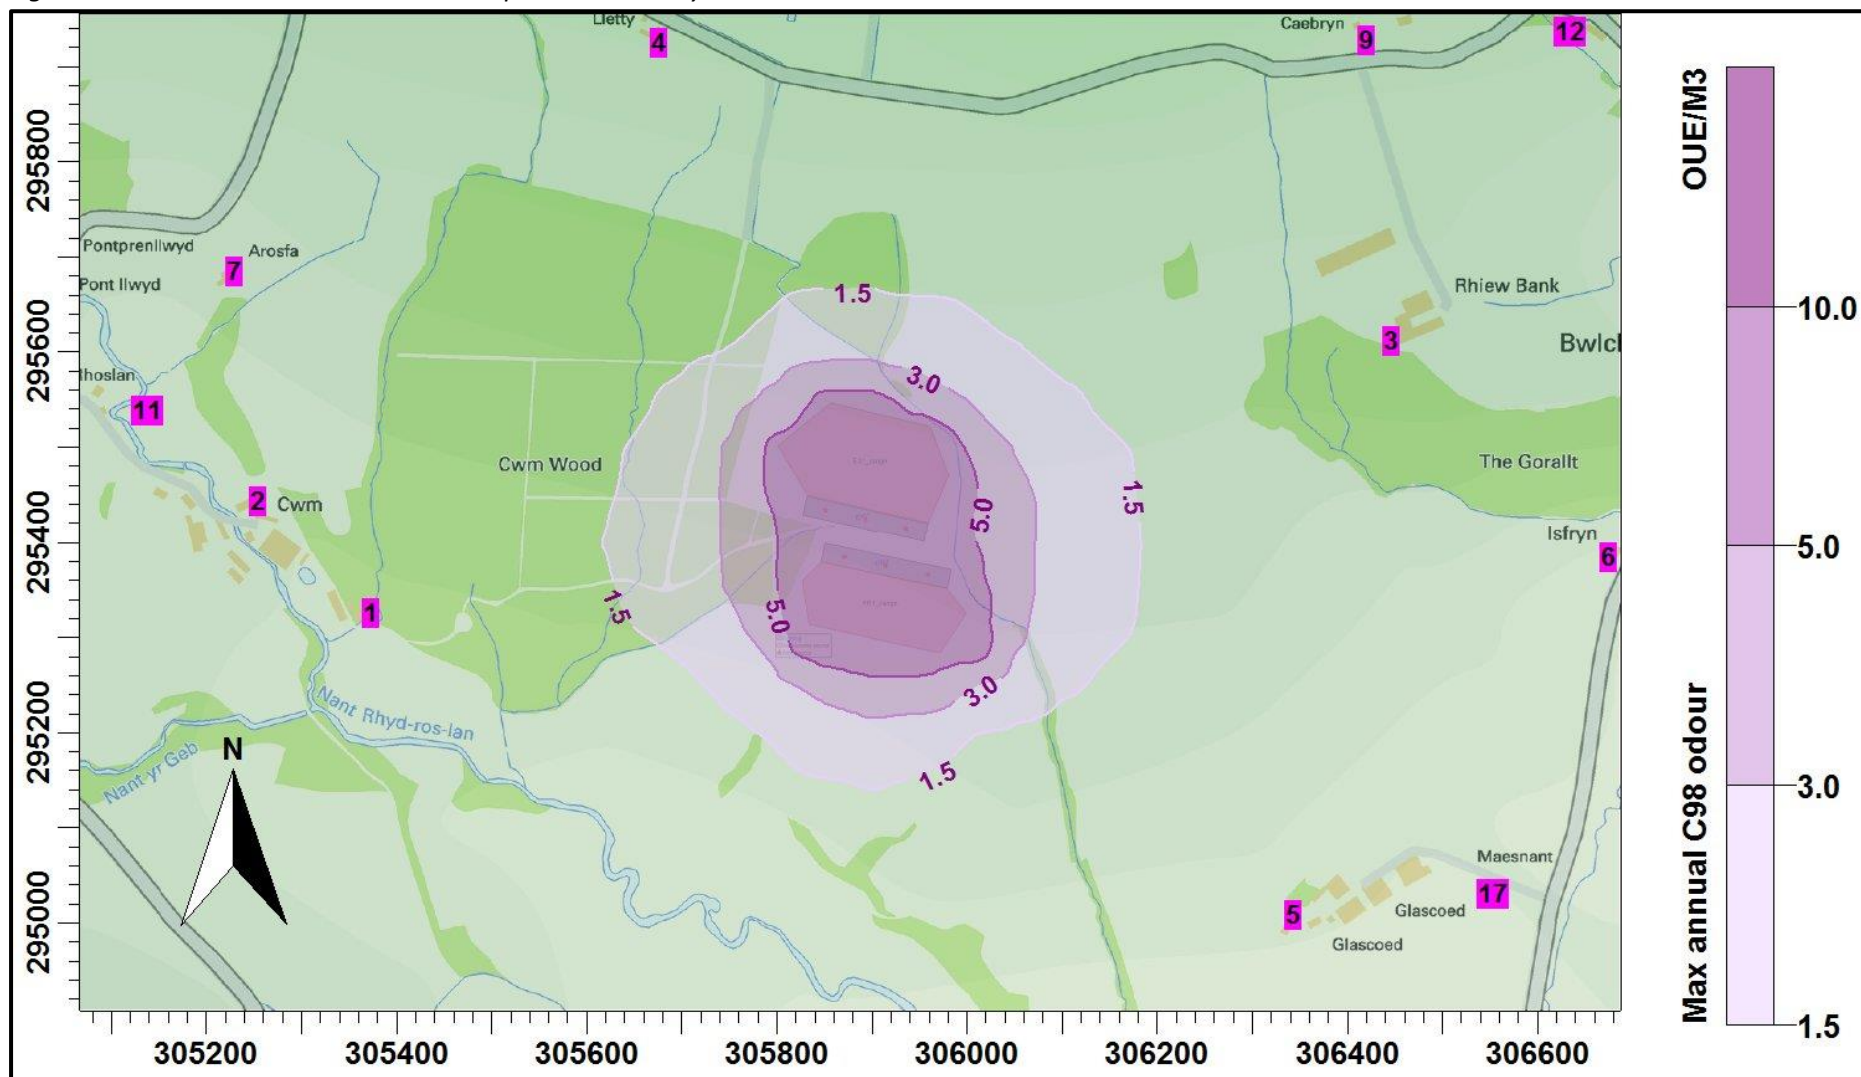 Lletty
4
Caebryn
9
12
OUE/M3
295800
Pontprenllwyd
Arosfa
7
Pont llwyd
1.5
Rhiew Bank
10.0
295600
3
Bwlch
3.0
hoslan
11
Cwm Wood
The Gorallt
2
Cwm
1.5
5.0
Isfryn
5.0
295400
6
1
1.5
5.0
3.0
Nant Rhyd-ros-lan
295200
N
Nant yr Geb
1.5
3.0
Max annual C98 odour
Maesnant
17
295000
5
Glascoed
Glascoed
1.5
305200 305400 305600 305800 306000 306200 306400 306600